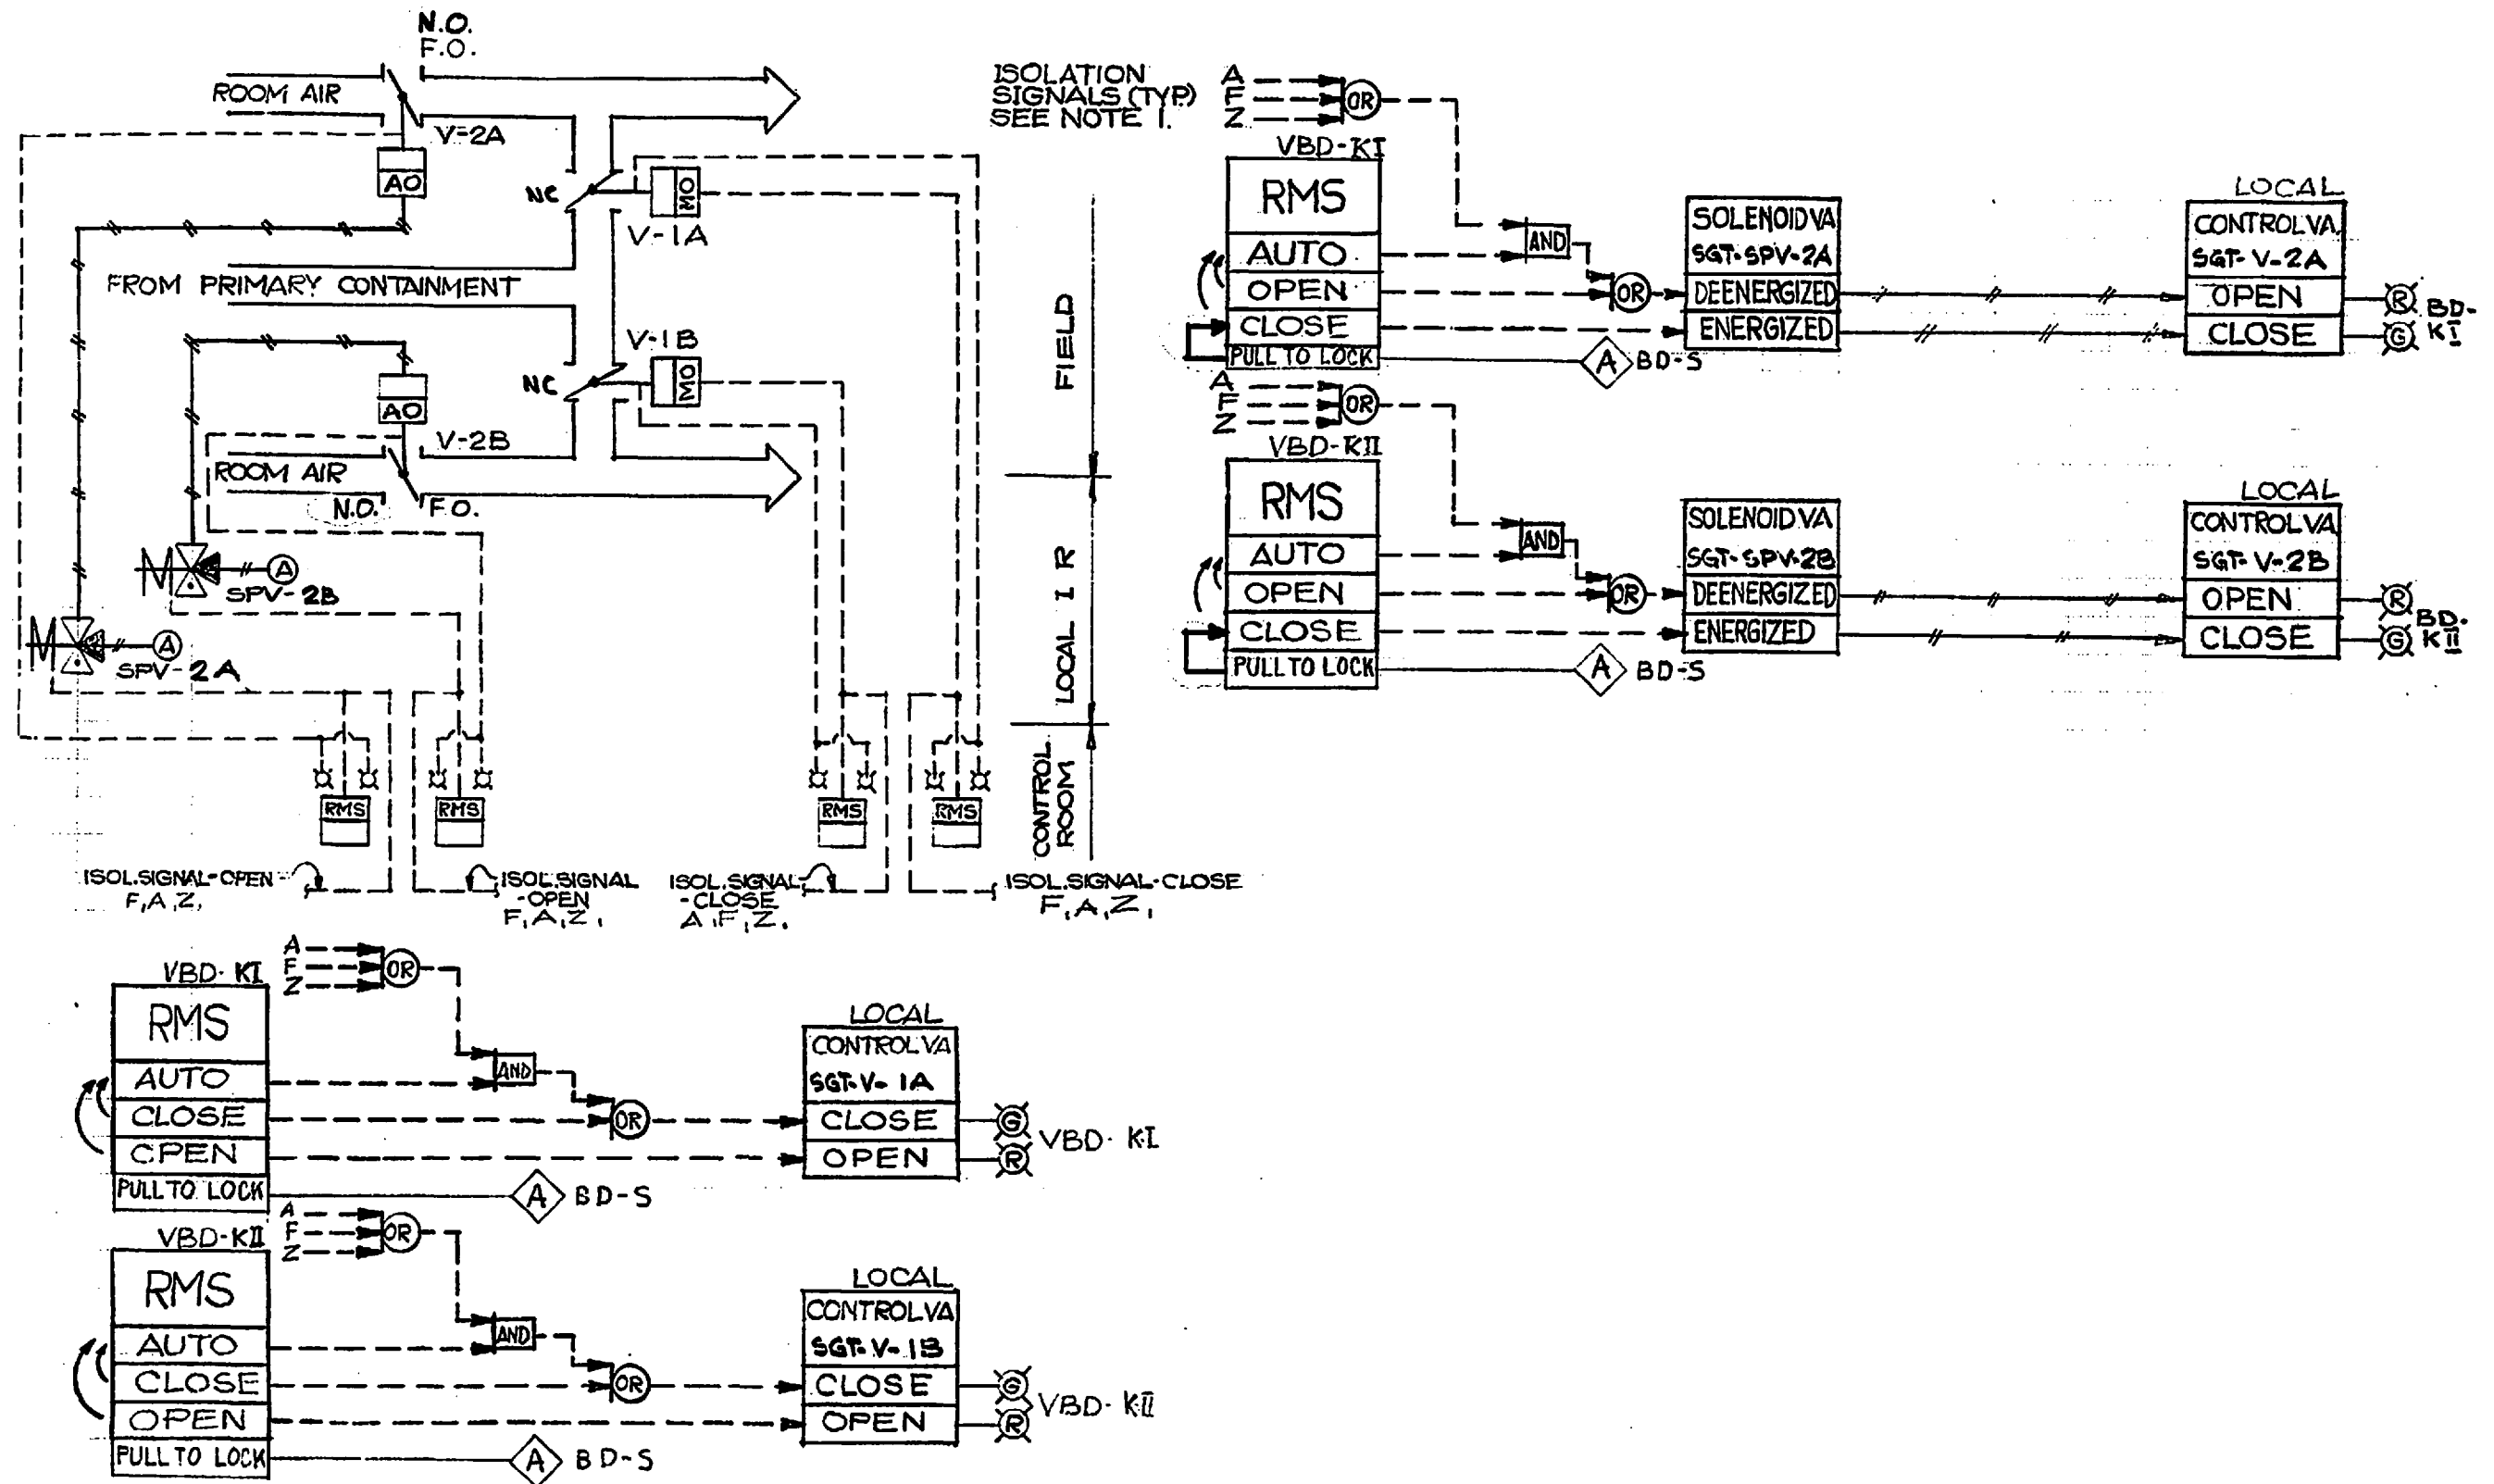 N.O.
F.O.
ROOM AIR
V-2A
AO
NC
MO
V-1A
FROM PRIMARY CONTAINMENT
V-1B
NC
MO
AO
V-2B
ROOM AIR
N.O. F.O.
A
SPV-2B
A
SPV-2A
RMS
RMS
RMS
RMS
ISOL.SIGNAL-OPEN
F,A,Z,
ISOL.SIGNAL
-OPEN
F,A,Z,
ISOL.SIGNAL
-CLOSE
A,F,Z.
ISOL.SIGNAL-CLOSE
F,A,Z,
FIELD
LOCAL I R
CONTROL
ROOM
ISOLATION
SIGNALS (TYP.)
SEE NOTE 1.
A
F
Z
OR
VBD-KI
RMS
AUTO
OPEN
CLOSE
PULL TO LOCK
AND
OR
A BD-S
SOLENOID VA
SGT-SPV-2A
DEENERGIZED
ENERGIZED
LOCAL
CONTROL VA
SGT-V-2A
OPEN
CLOSE
R
G
BD-
KI
A
F
Z
OR
VBD-KII
RMS
AUTO
OPEN
CLOSE
PULL TO LOCK
AND
OR
A BD-S
SOLENOID VA
SGT-SPV-2B
DEENERGIZED
ENERGIZED
LOCAL
CONTROL VA
SGT-V-2B
OPEN
CLOSE
R
G
BD-
KII
A
F
Z
OR
VBD-KI
RMS
AUTO
CLOSE
OPEN
PULL TO LOCK
AND
OR
A BD-S
LOCAL
CONTROL VA
SGT-V-1A
CLOSE
OPEN
G
R
VBD-KI
A
F
Z
OR
VBD-KII
RMS
AUTO
CLOSE
OPEN
PULL TO LOCK
AND
OR
A BD-S
LOCAL
CONTROL VA
SGT-V-1B
CLOSE
OPEN
G
R
VBD-KII